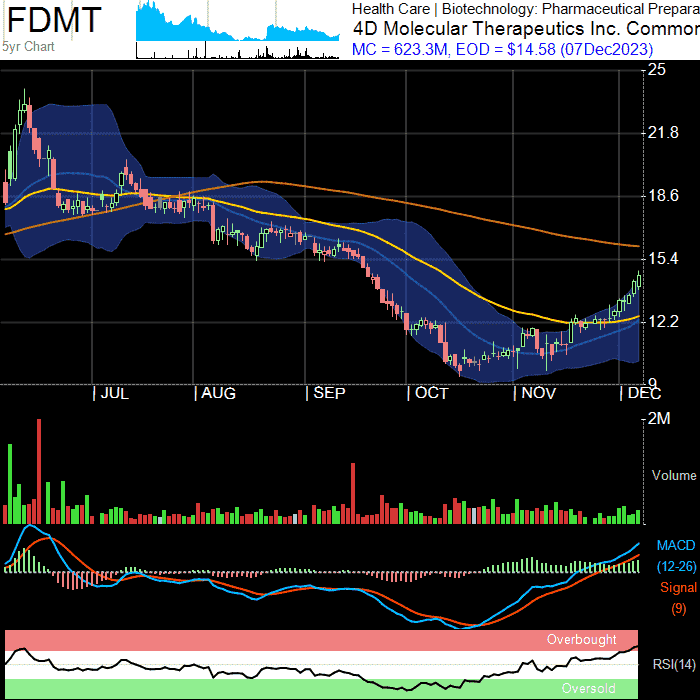 FDMT
5yr Chart
Health Care | Biotechnology: Pharmaceutical Prepara
4D Molecular Therapeutics Inc. Common
MC = 623.3M, EOD = $14.58 (07Dec2023)
25
21.8
18.6
15.4
12.2
9
| JUL | AUG | SEP | OCT | NOV | DEC
2M
Volume
MACD
(12-26)
Signal
(9)
Overbought
RSI(14)
Oversold